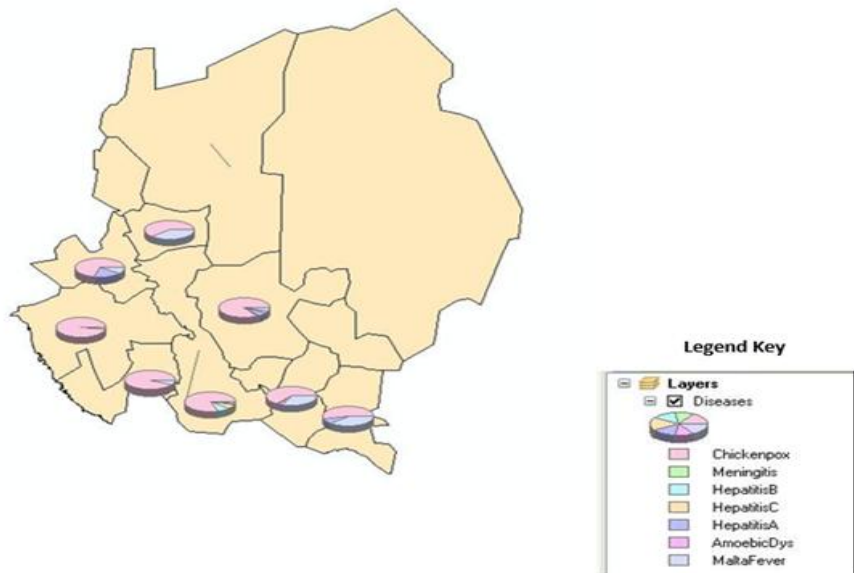 Legend Key
Layers
Diseases
Chickenpox
Meningitis
HepatitisB
HepatitisC
HepatitisA
AmoebicDys
MaltaFever